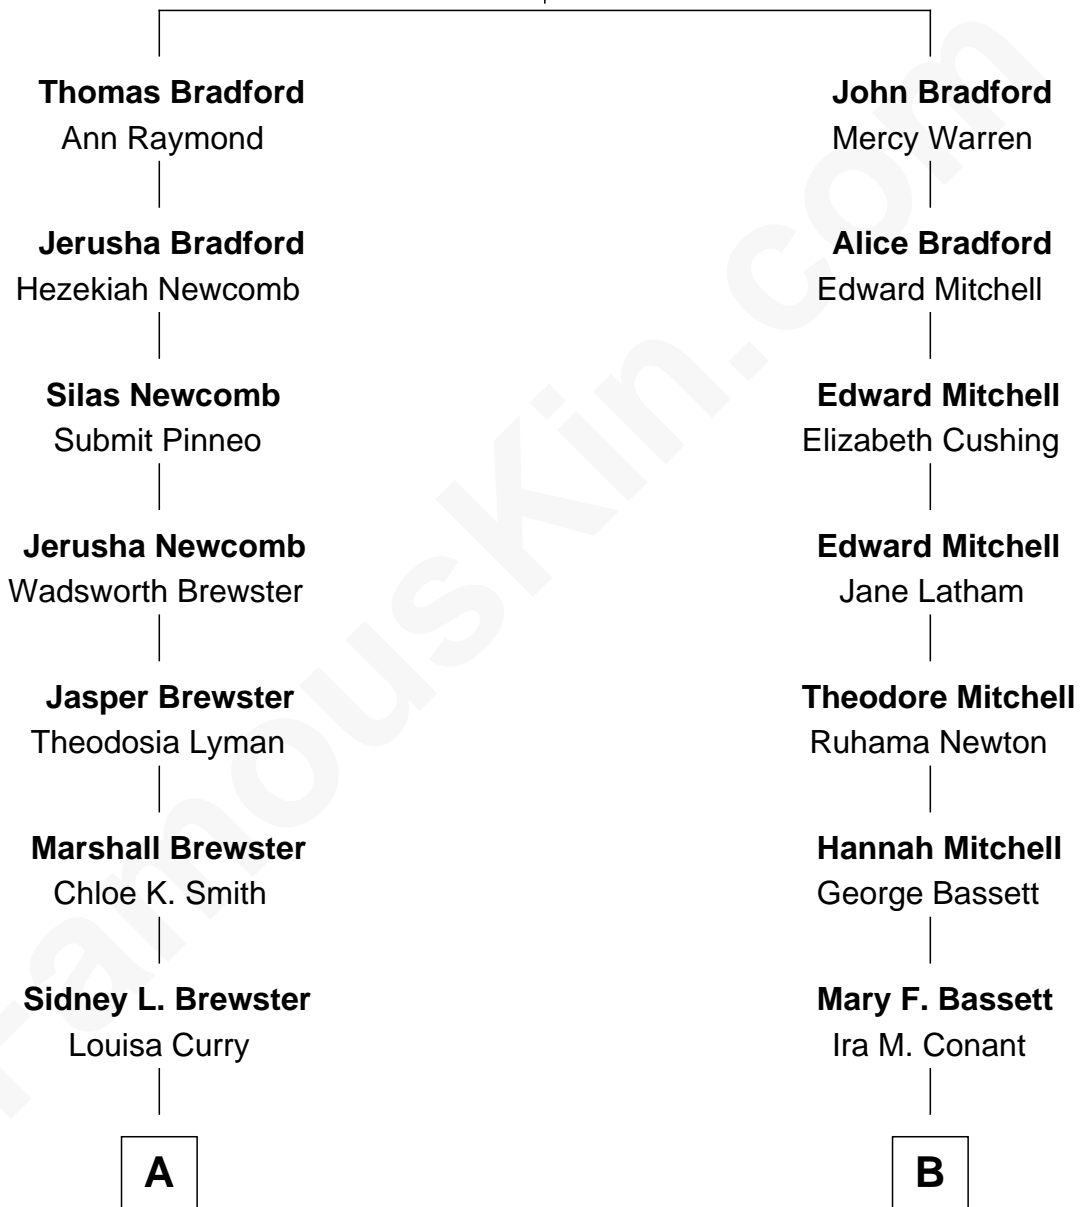 Thomas Bradford
Ann Raymond
Jerusha Bradford
Hezekiah Newcomb
Silas Newcomb
Submit Pinneo
Jerusha Newcomb
Wadsworth Brewster
Jasper Brewster
Theodosia Lyman
Marshall Brewster
Chloe K. Smith
Sidney L. Brewster
Louisa Curry
A
John Bradford
Mercy Warren
Alice Bradford
Edward Mitchell
Edward Mitchell
Elizabeth Cushing
Edward Mitchell
Jane Latham
Theodore Mitchell
Ruhama Newton
Hannah Mitchell
George Bassett
Mary F. Bassett
Ira M. Conant
B
FamousKin.com